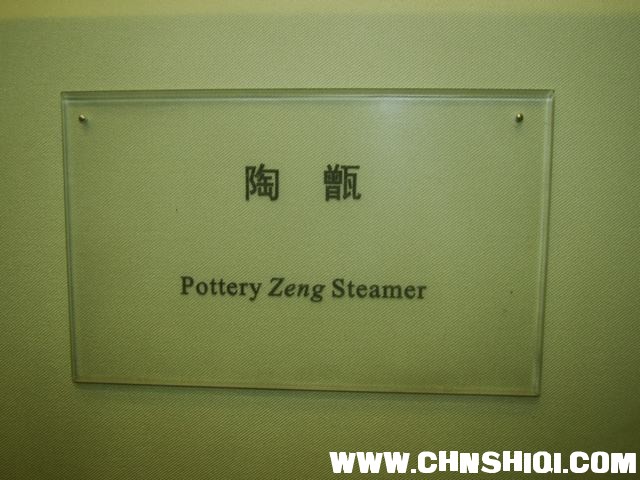 陶 甑
Pottery Zeng Steamer
WWW.CHNSHIQI.COM